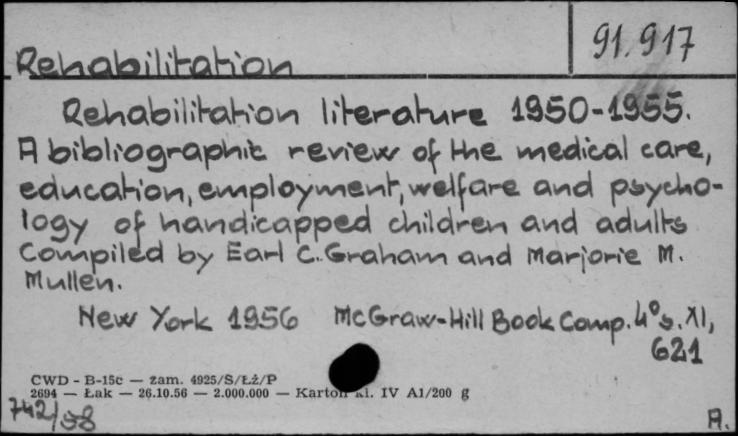 91.917
Rehabilitation
Rehabilitation literature 1950-1955.
A bibliographic review of the medical care,
education, employment, welfare and psycho-
logy of handicapped children and adults
Compiled by Earl C. Graham and Marjorie M.
Mullen.
New York 1956 McGraw-Hill Book Comp. 4° s. XI,
621
CWD - B-15c — zam. 4925/S/Łż/P
2694 — Łak — 26.10.56 — 2.000.000 — Karton kl. IV A1/200 g
742/58
A.